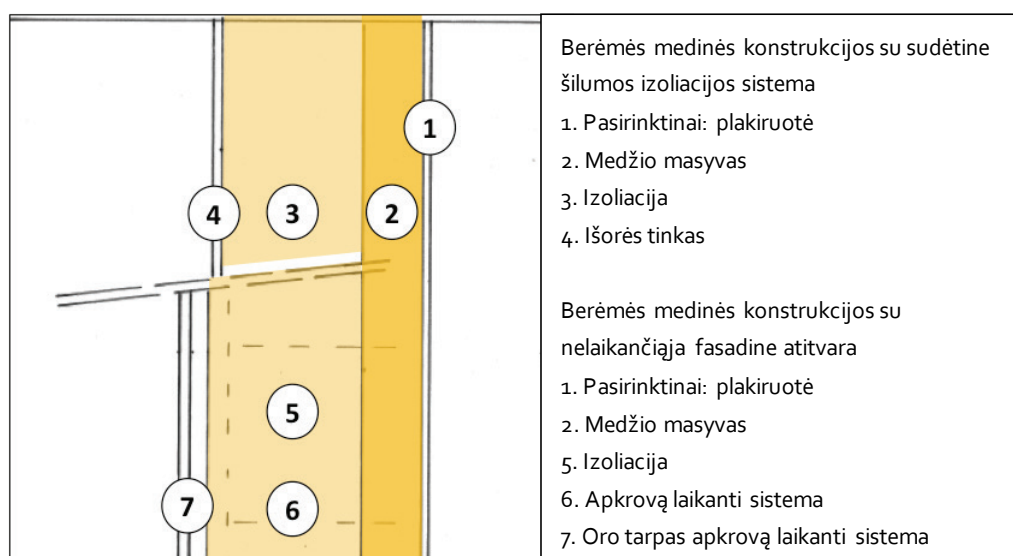 1
4
3
2
5
7
6
Berėmės medinės konstrukcijos su sudėtine
šilumos izoliacijos sistema
1. Pasirinktinai: plakiruotė
2. Medžio masyvas
3. Izoliacija
4. Išorės tinkas
Berėmės medinės konstrukcijos su
nelaikančiąja fasadine atitvara
1. Pasirinktinai: plakiruotė
2. Medžio masyvas
5. Izoliacija
6. Apkrovą laikanti sistema
7. Oro tarpas apkrovą laikanti sistema